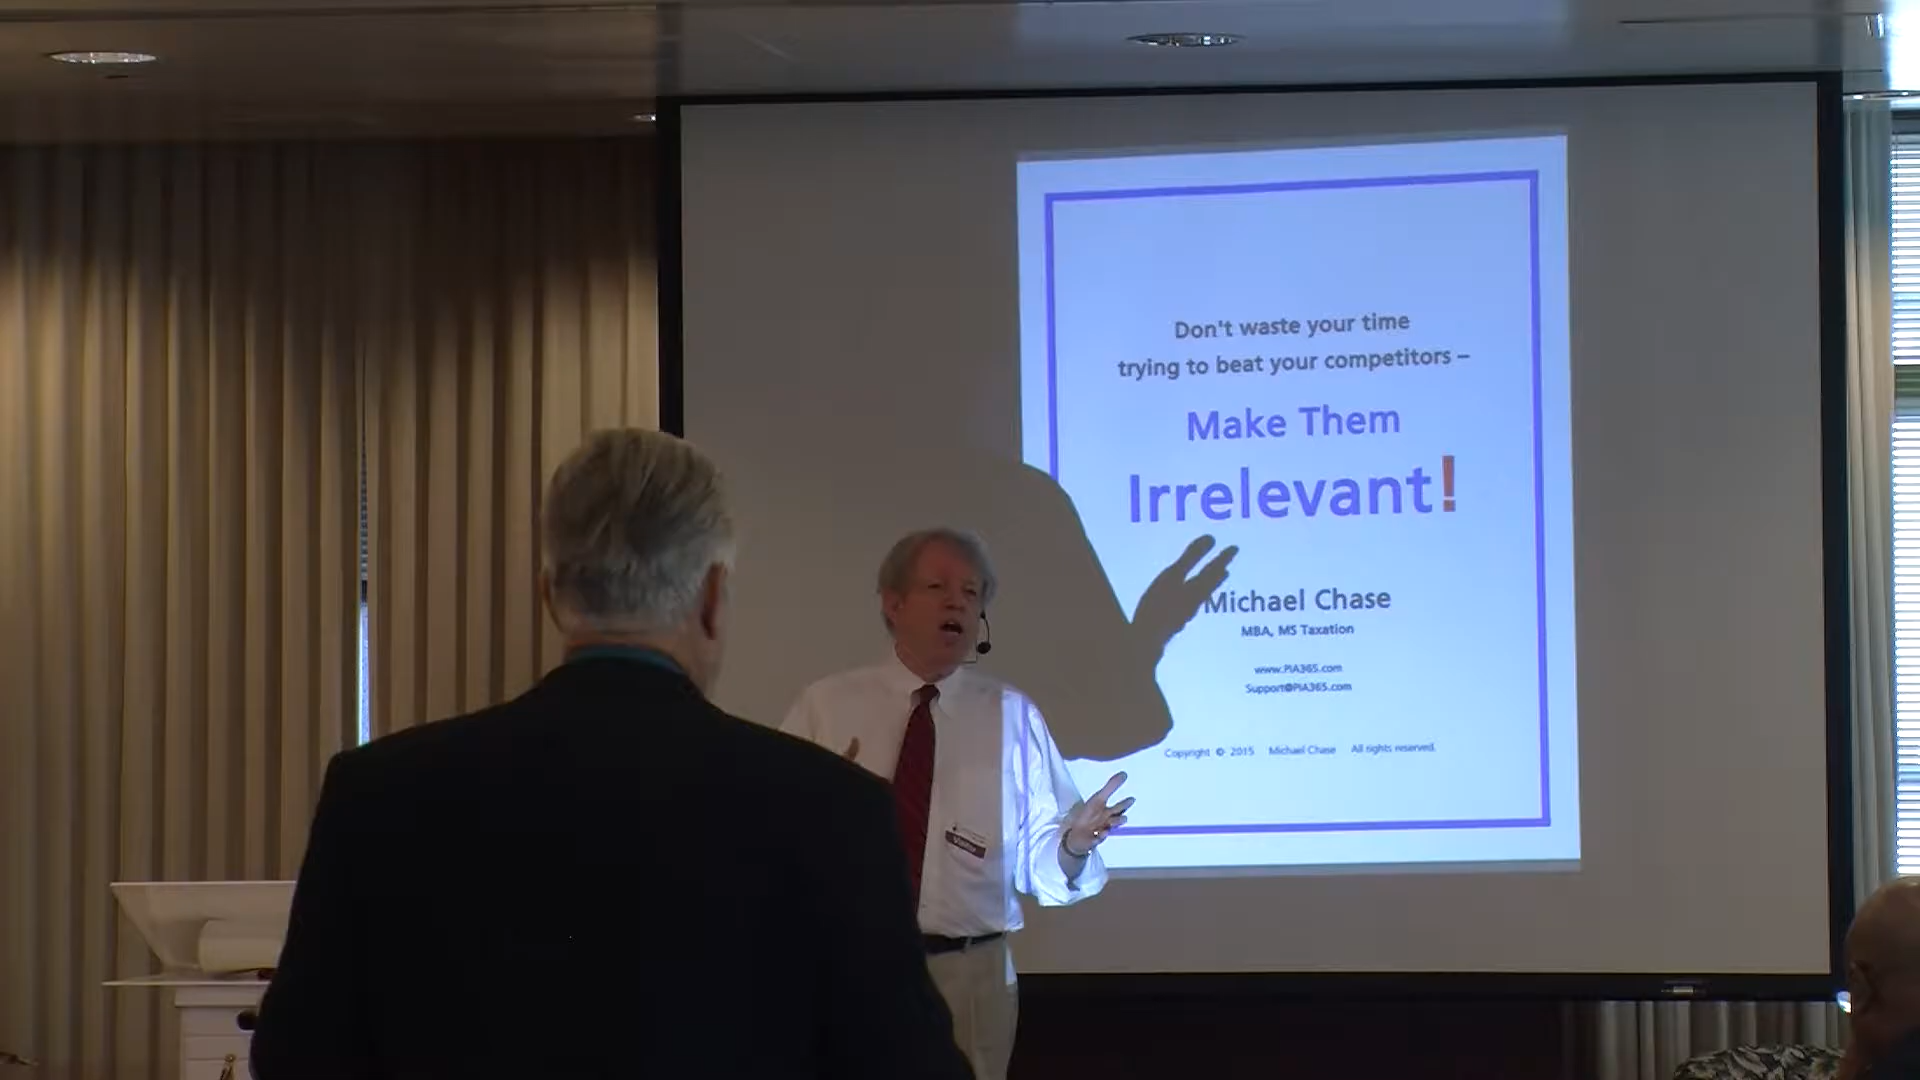 Don't waste your time
trying to beat your competitors –
Make Them
Irrelevant!
Michael Chase
MBA, MS Taxation
www.PIA365.com
Support@PIA365.com
Copyright © 2015 Michael Chase All rights reserved.
Visitor